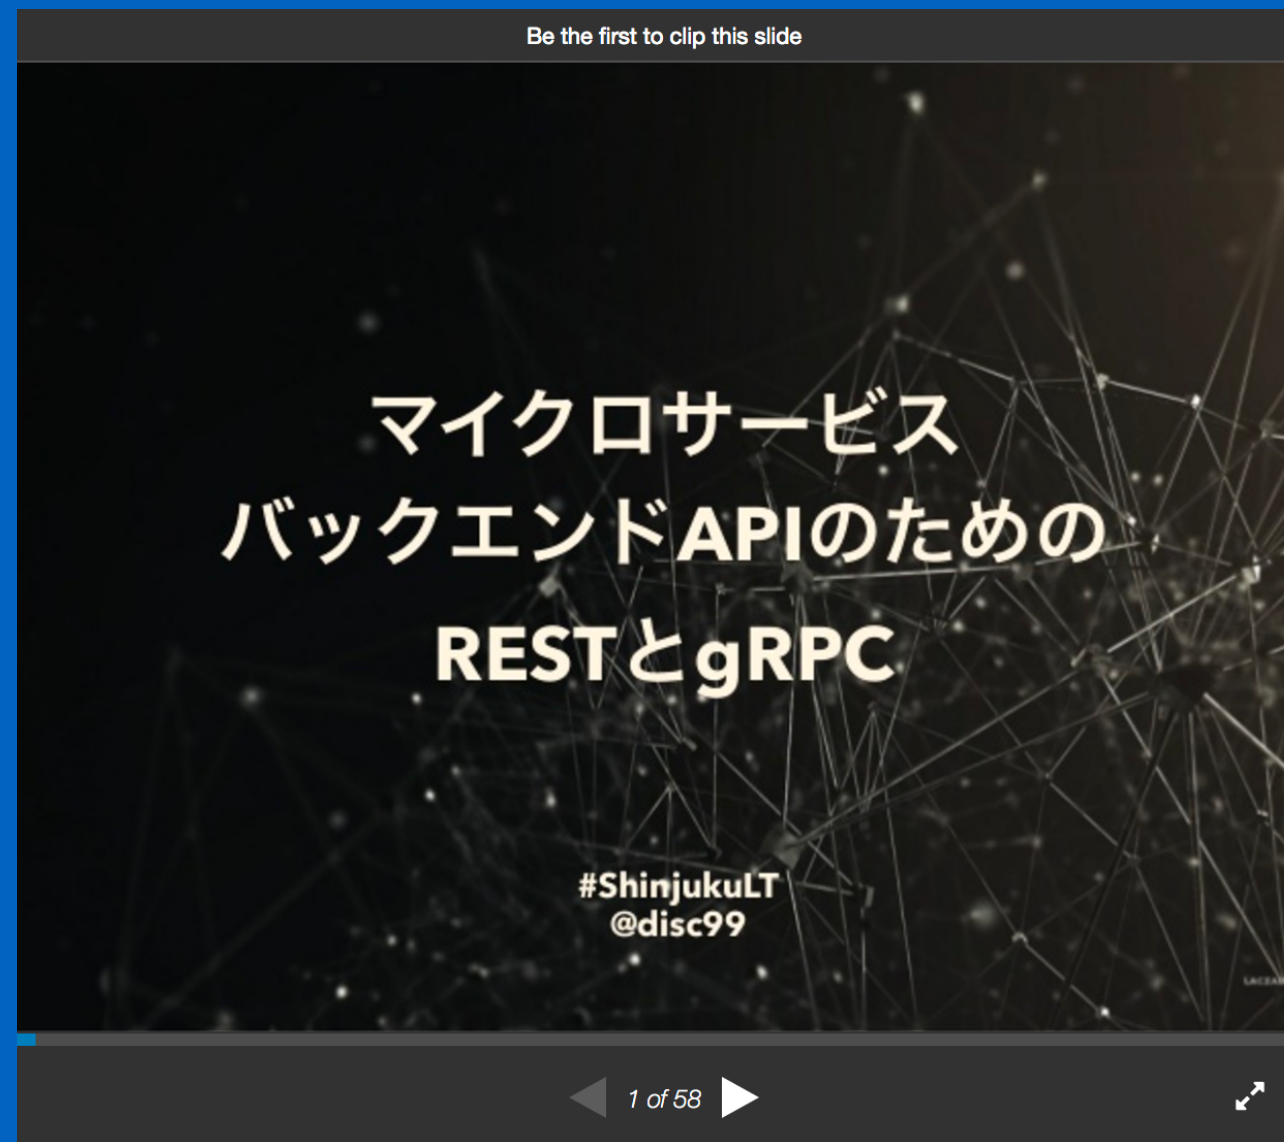 Be the first to clip this slide
マイクロサービス
バックエンドAPIのための
RESTとgRPC
#ShinjukuLT
@disc99
1 of 58